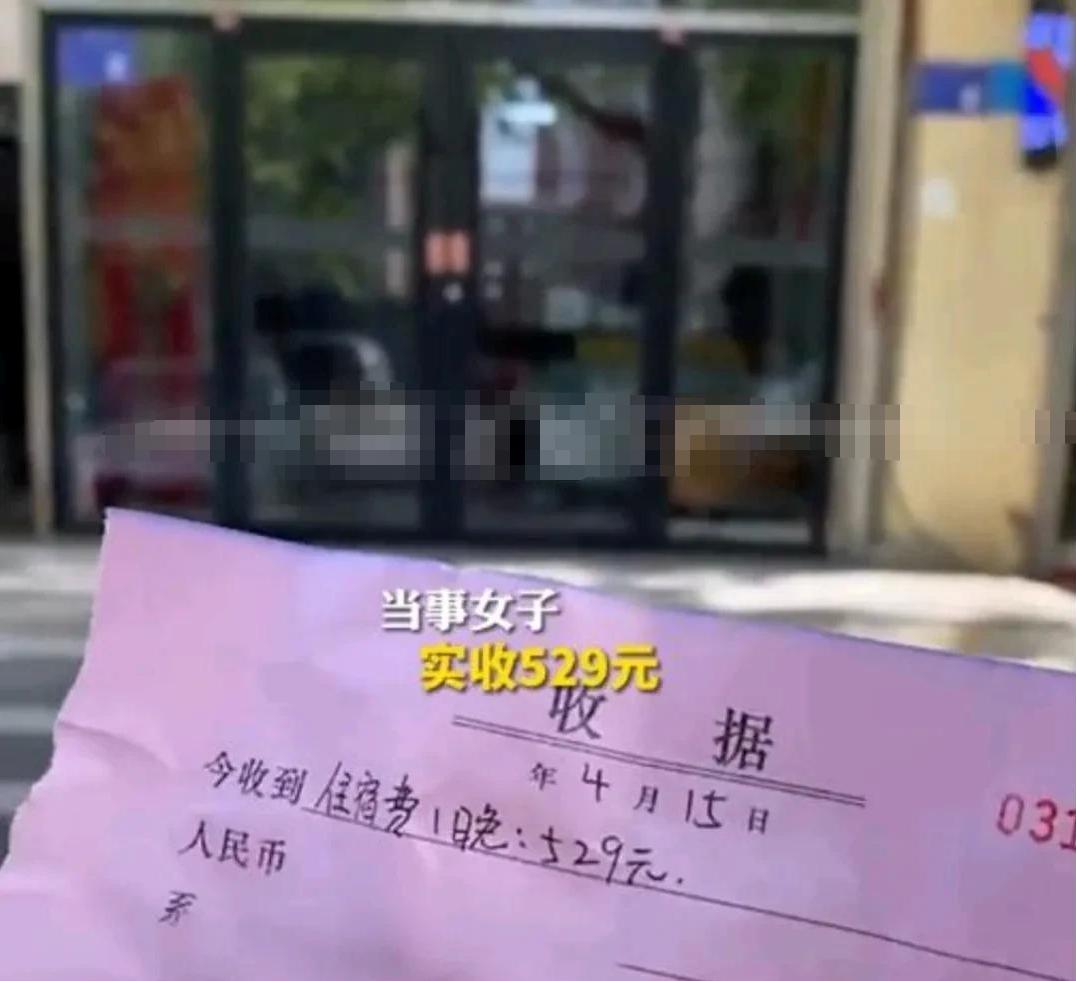 当事女子
实收529元
收 据
年 4 月 15 日
今收到 住宿费1晚：529元.
人民币
系
031